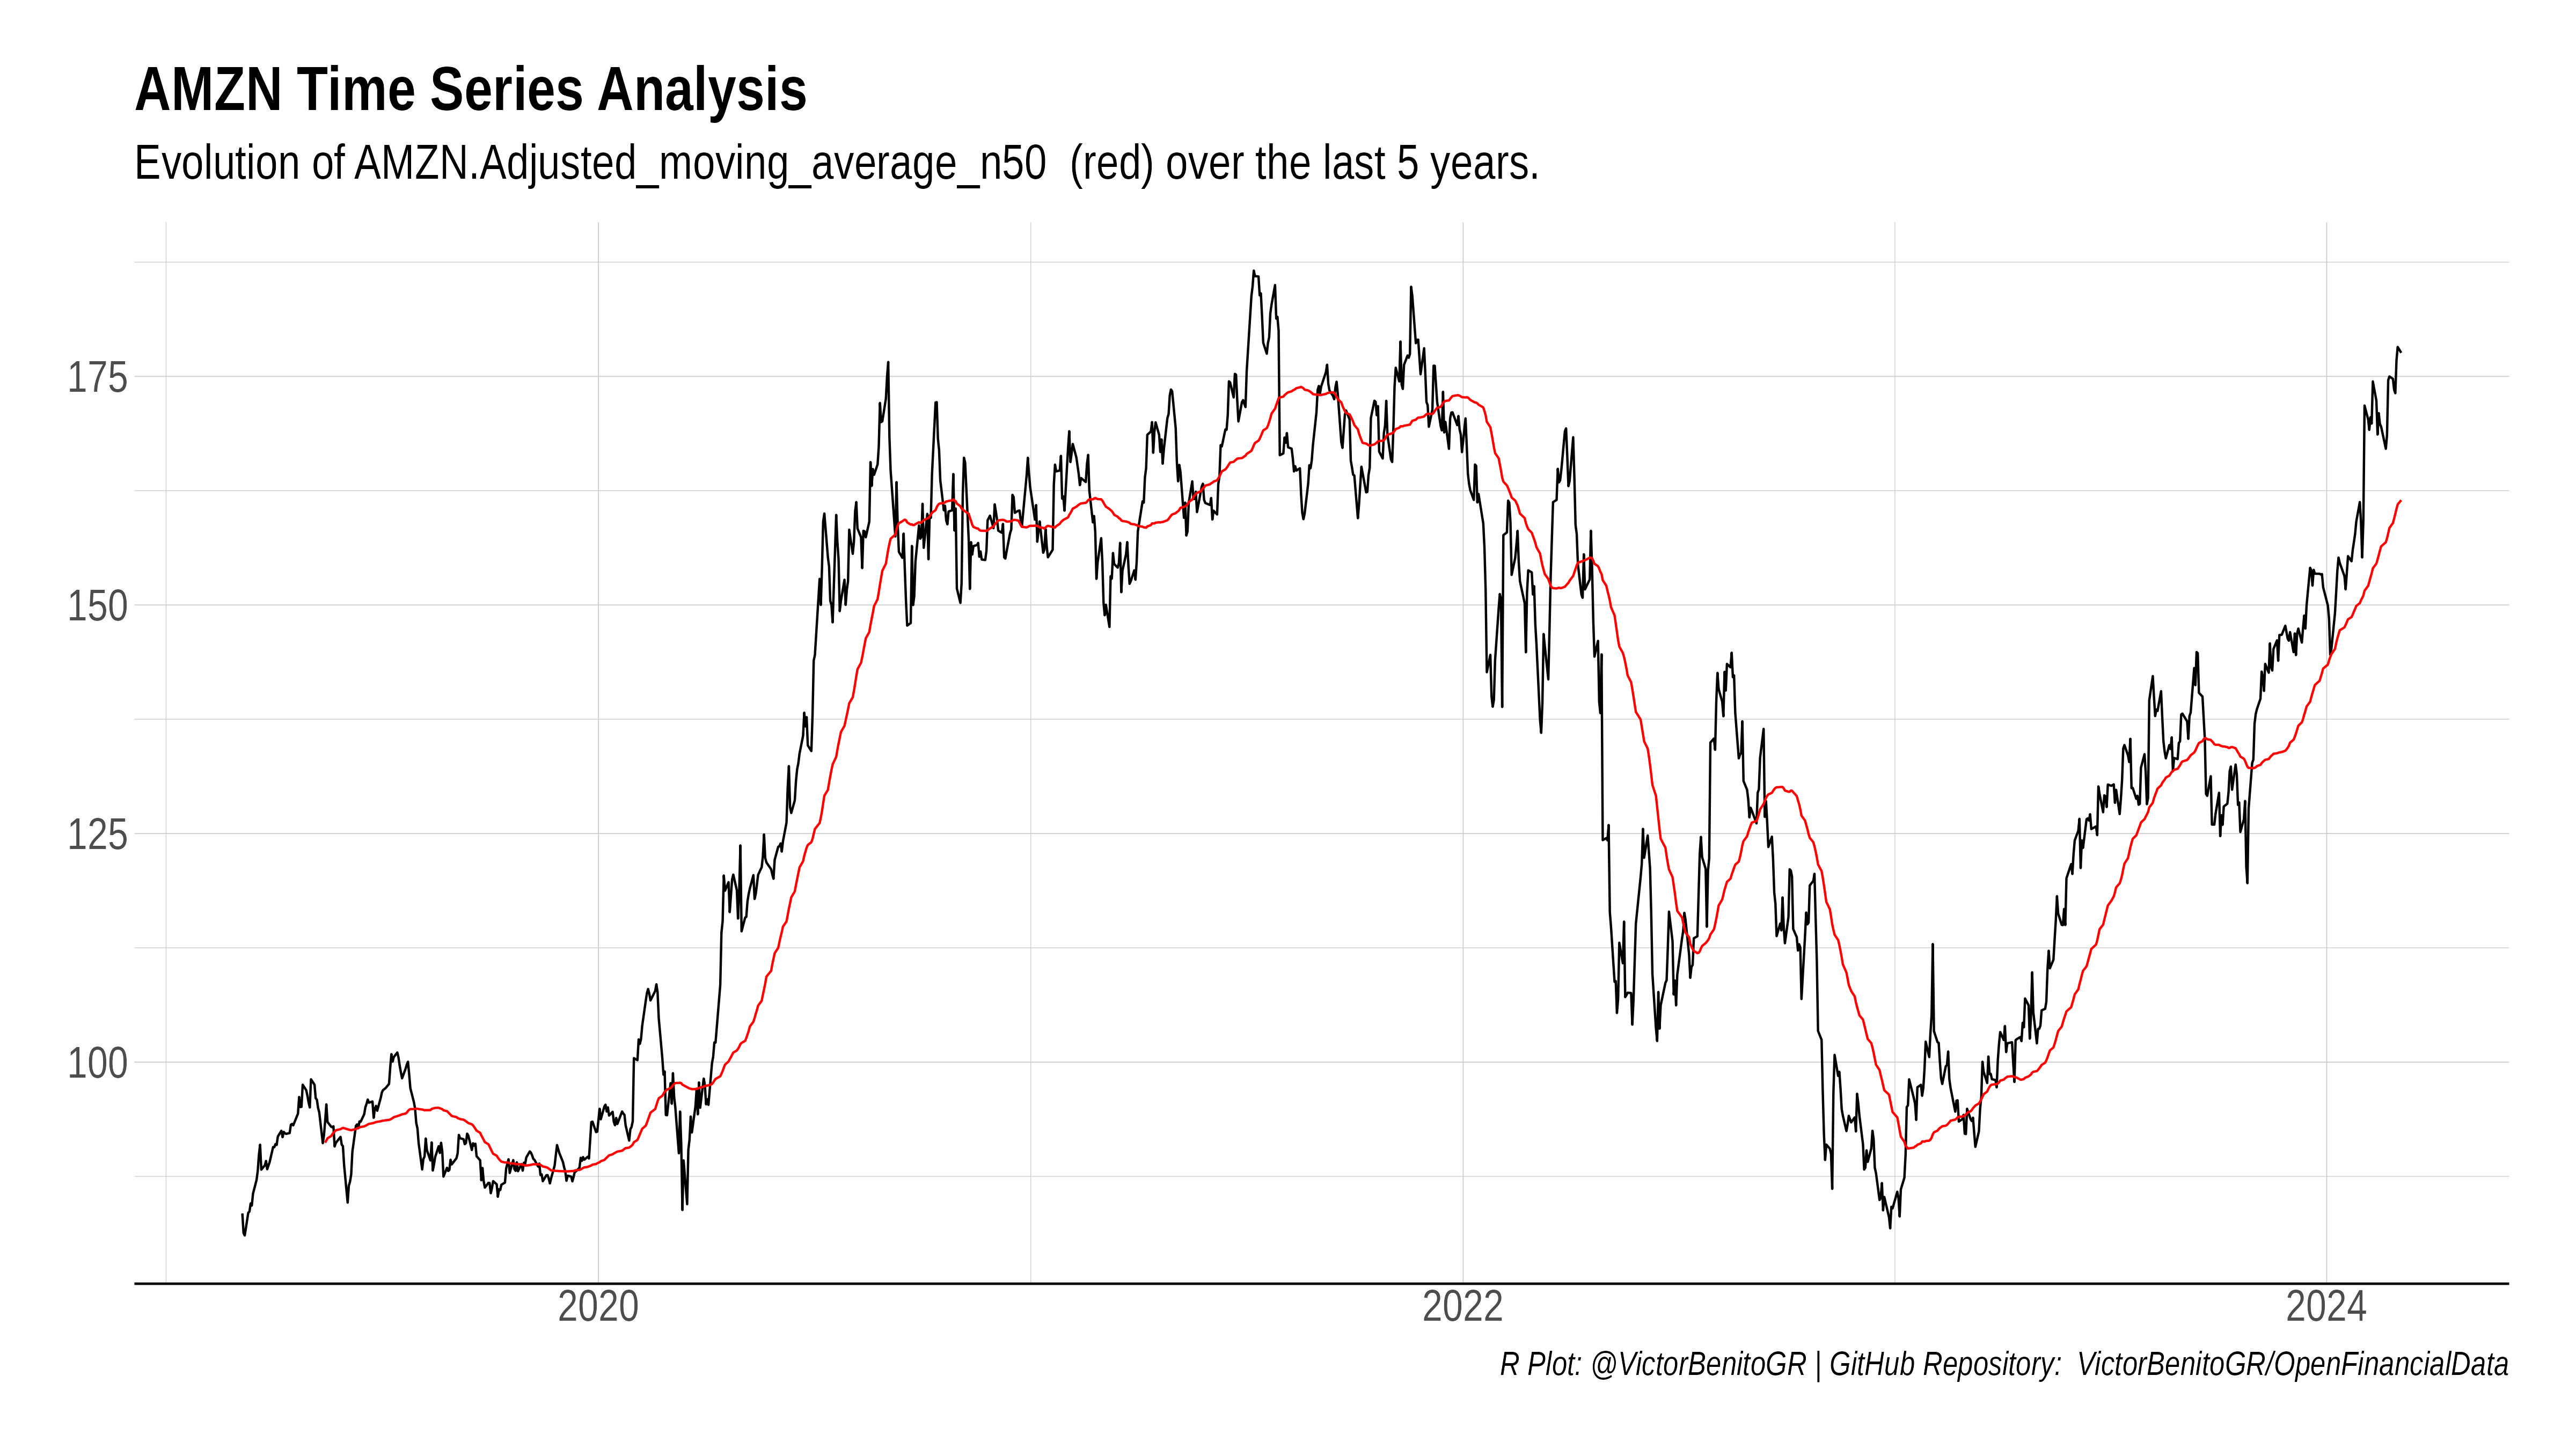 AMZN Time Series Analysis
Evolution of AMZN.Adjusted_moving_average_n50  (red) over the last 5 years.
175
150
125
100
2020 2022 2024
R Plot: @VictorBenitoGR | GitHub Repository:  VictorBenitoGR/OpenFinancialData